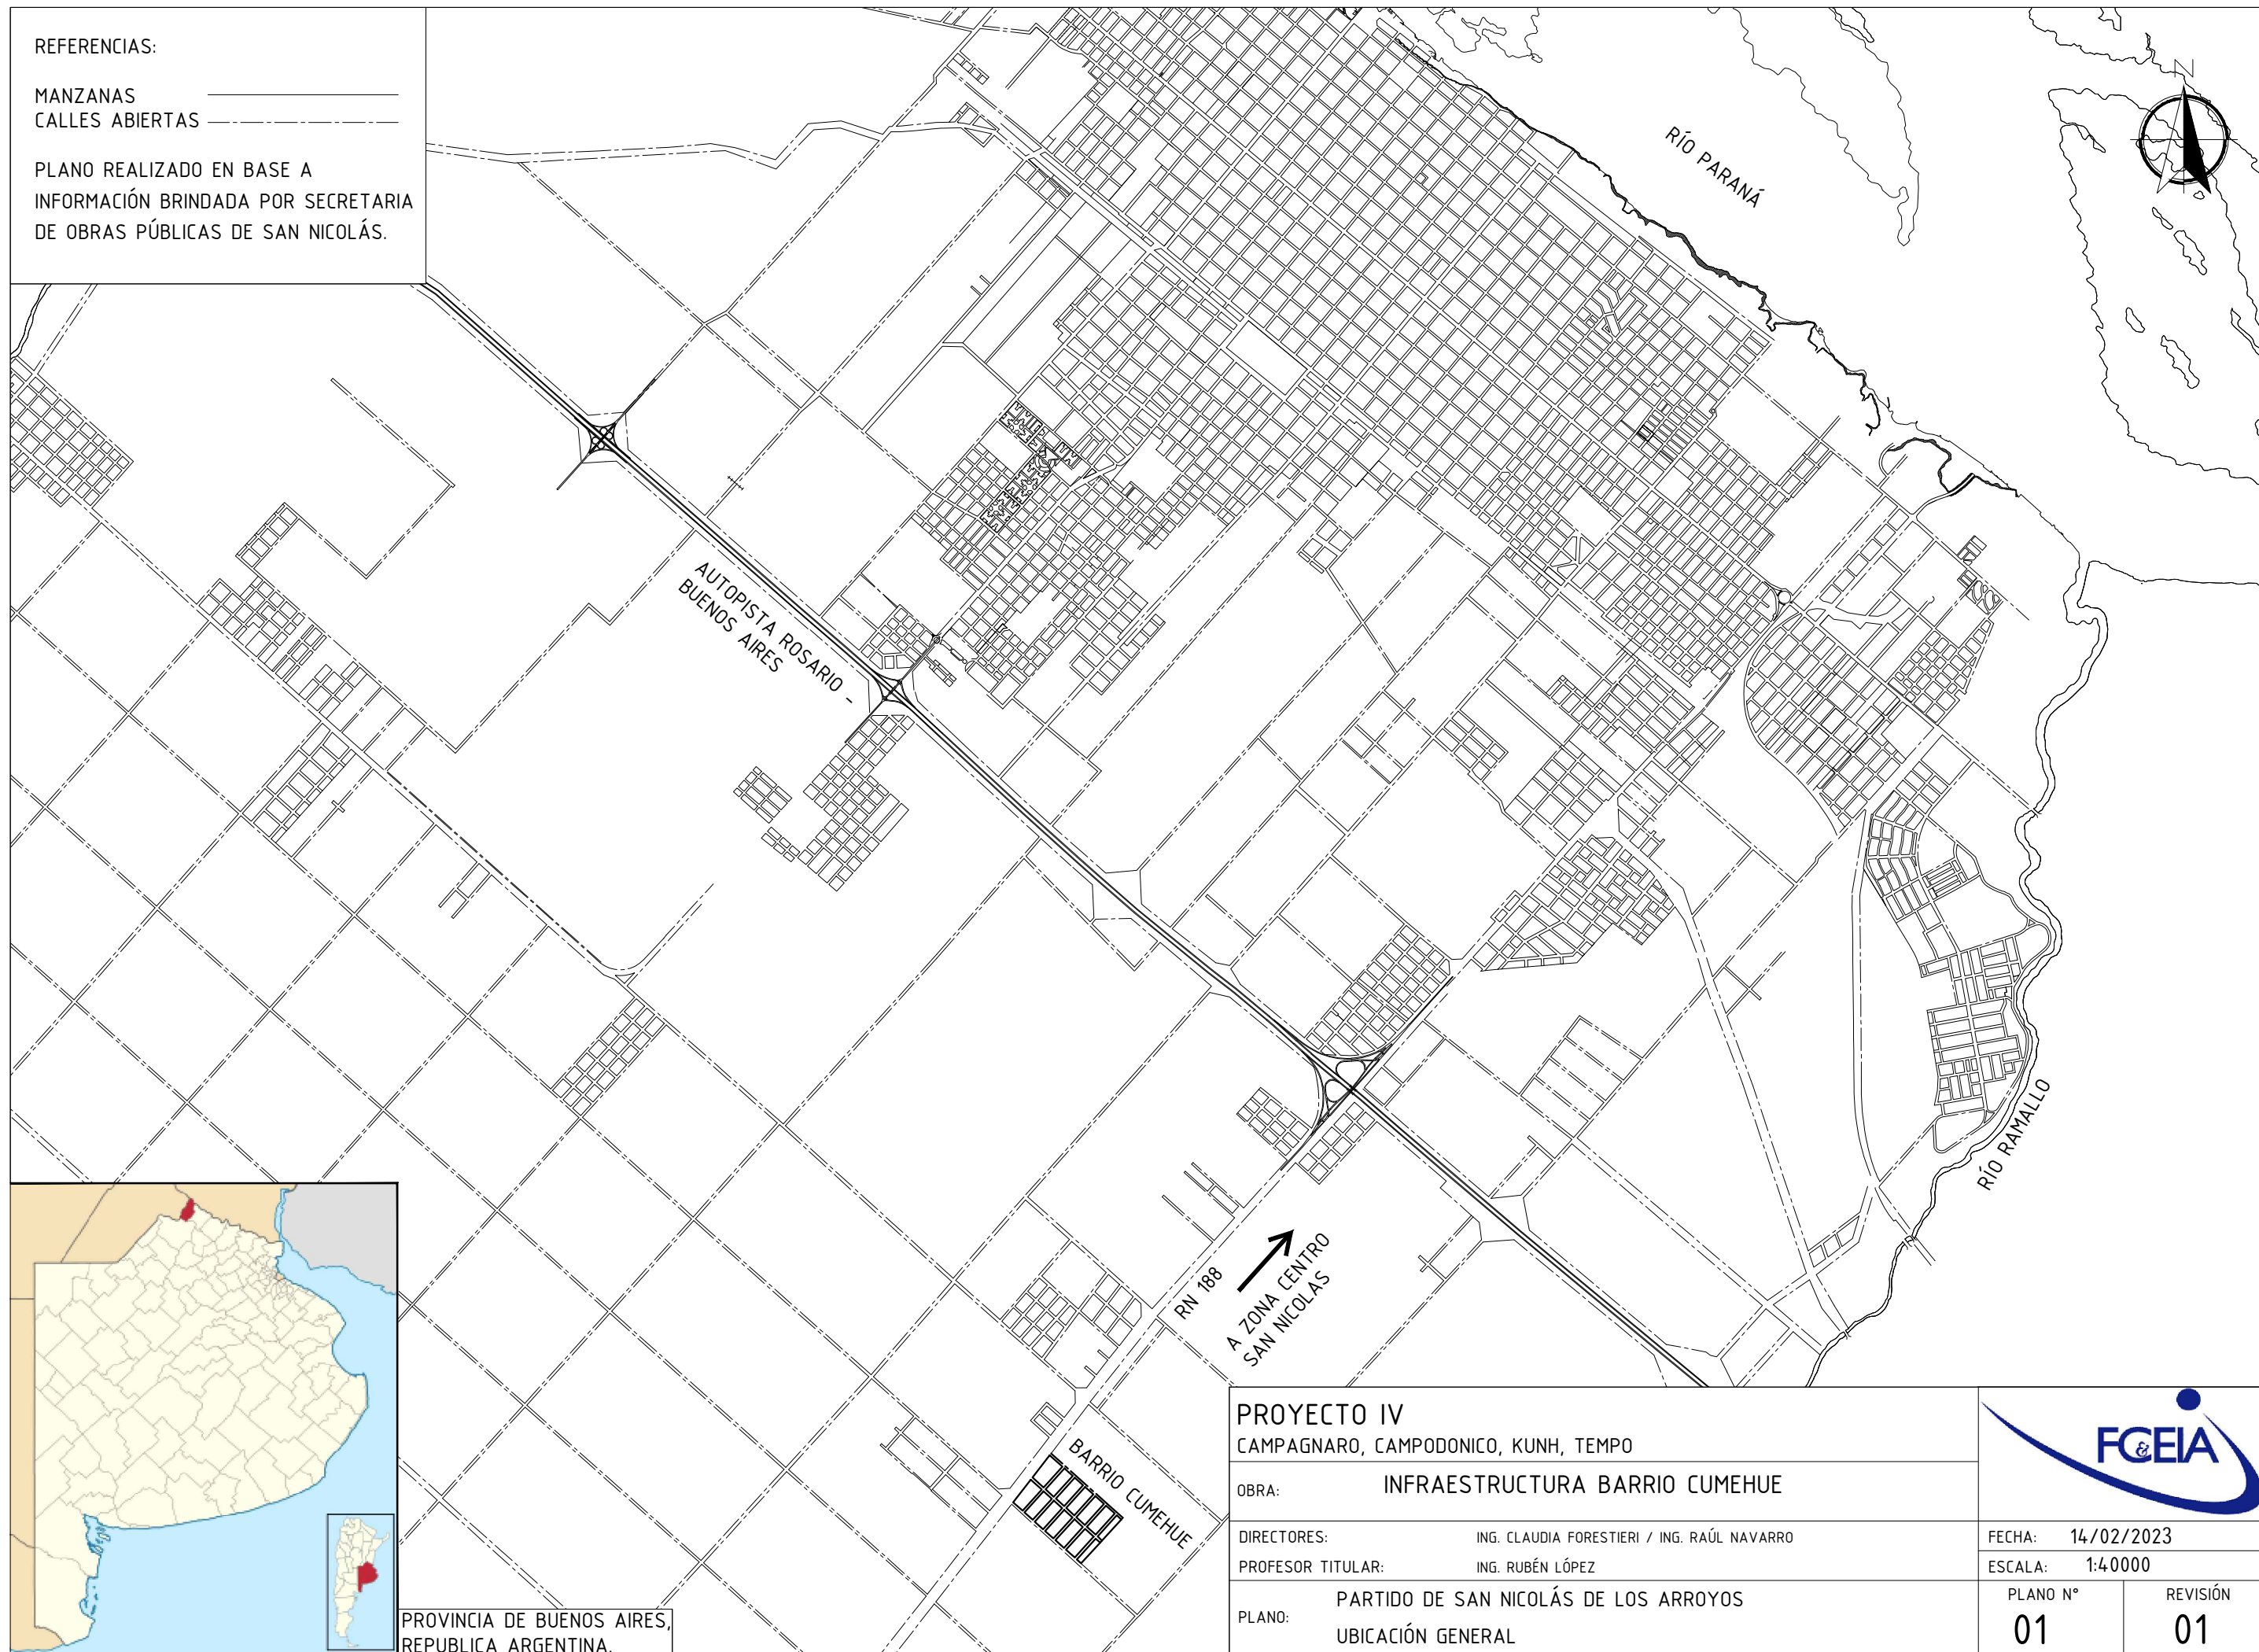 REFERENCIAS:
MANZANAS
CALLES ABIERTAS
PLANO REALIZADO EN BASE A
INFORMACIÓN BRINDADA POR SECRETARIA
DE OBRAS PÚBLICAS DE SAN NICOLÁS.
N
RÍO PARANÁ
AUTOPISTA ROSARIO -
BUENOS AIRES
RÍO RAMALLO
RN 188
A ZONA CENTRO
SAN NICOLAS
BARRIO CUMEHUE
PROVINCIA DE BUENOS AIRES,
REPUBLICA ARGENTINA.
PROYECTO IV
CAMPAGNARO, CAMPODONICO, KUNH, TEMPO
OBRA: INFRAESTRUCTURA BARRIO CUMEHUE
DIRECTORES: ING. CLAUDIA FORESTIERI / ING. RAÚL NAVARRO
PROFESOR TITULAR: ING. RUBÉN LÓPEZ
PLANO: PARTIDO DE SAN NICOLÁS DE LOS ARROYOS
UBICACIÓN GENERAL
FC&EIA
FECHA: 14/02/2023
ESCALA: 1:40000
PLANO N° REVISIÓN
01 01